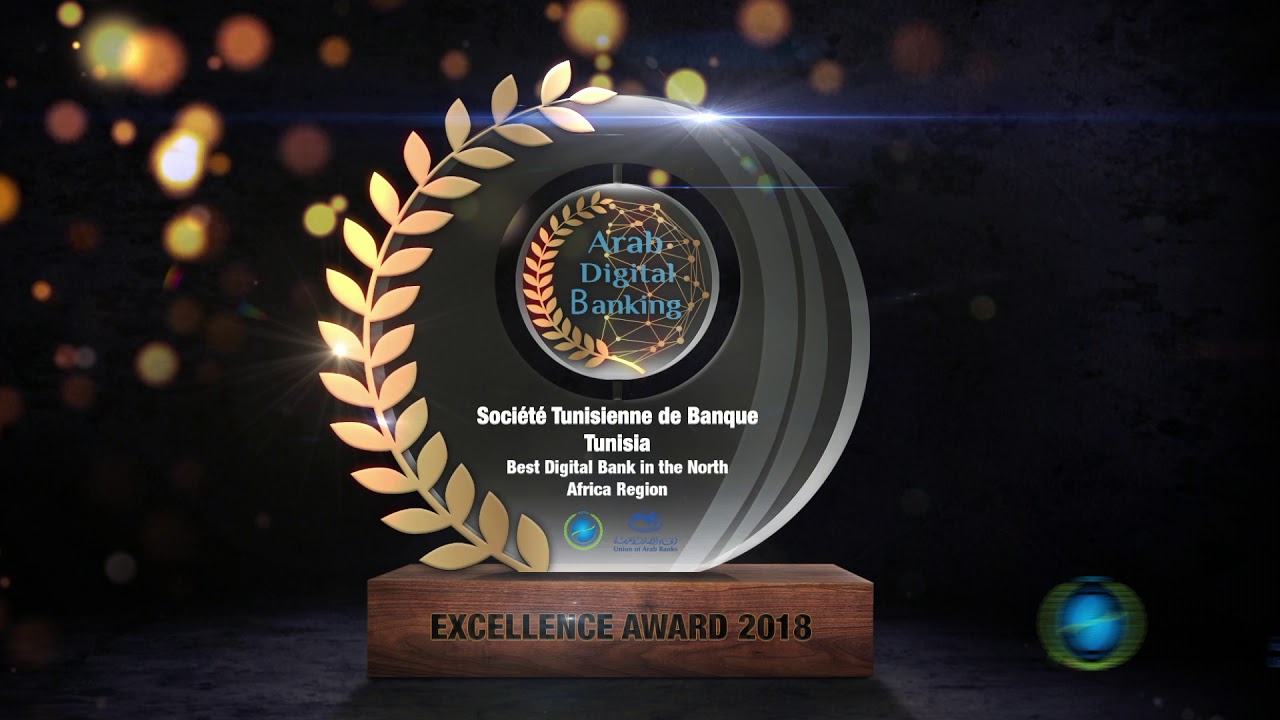 Arab
Digital
Banking
Société Tunisienne de Banque
Tunisia
Best Digital Bank in the North
Africa Region
Union of Arab Banks
EXCELLENCE AWARD 2018